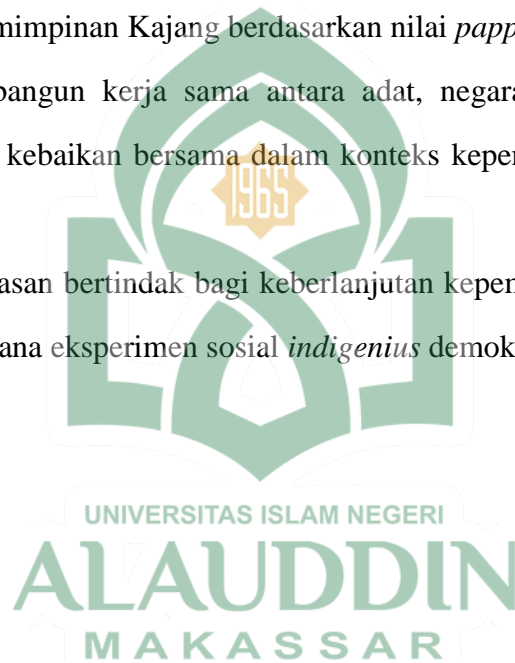 mimpinan Kajang berdasarkan nilai papp
bangun kerja sama antara adat, negara
kebaikan bersama dalam konteks keper
1965
asan bertindak bagi keberlanjutan keper
ana eksperimen sosial indigenius demok
UNIVERSITAS ISLAM NEGERI
ALAUDDIN
MAKASSAR